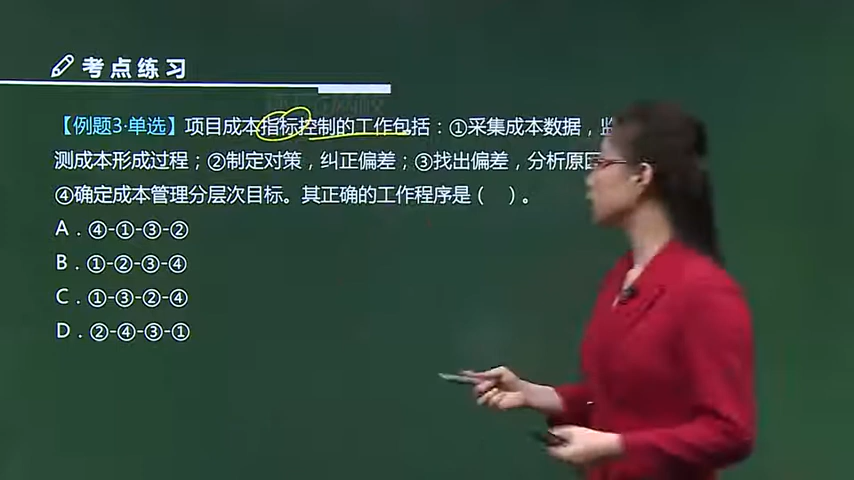 考点练习
【例题3·单选】项目成本指标控制的工作包括：①采集成本数据，监
测成本形成过程；②制定对策，纠正偏差；③找出偏差，分析原因
④确定成本管理分层次目标。其正确的工作程序是（ ）。
A．④-①-③-②
B．①-②-③-④
C．①-③-②-④
D．②-④-③-①